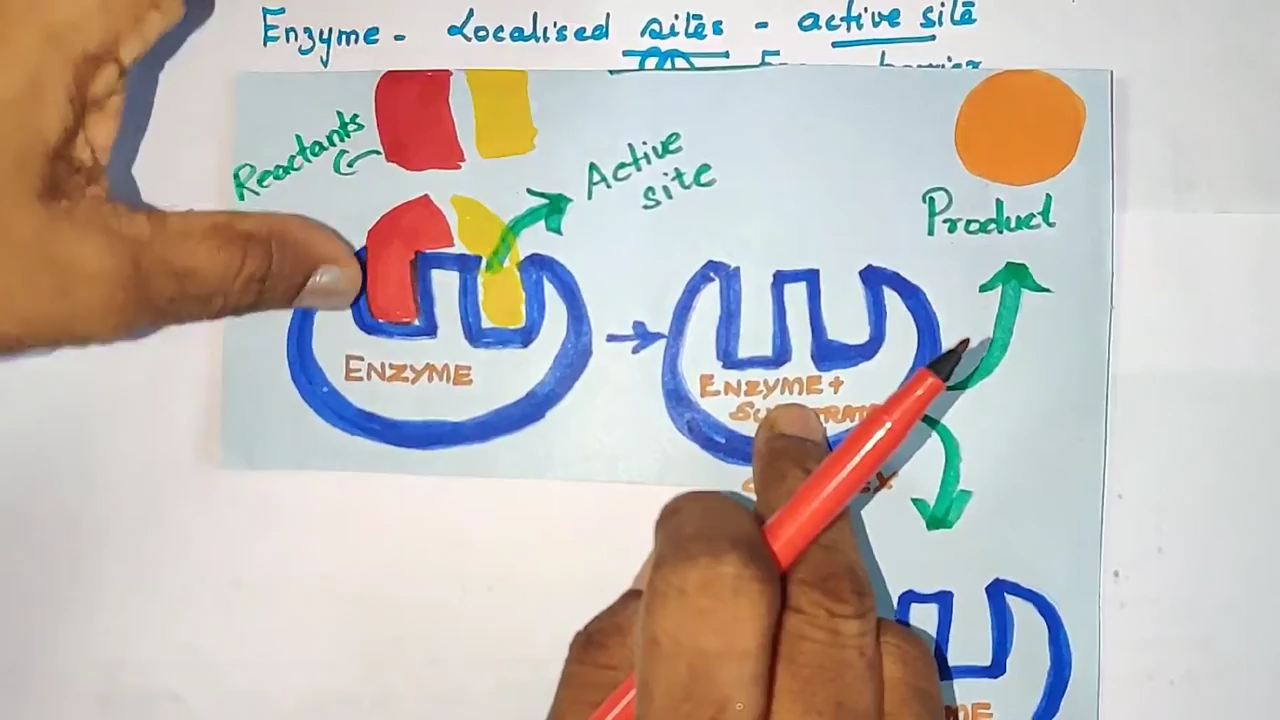 Enzyme - Localised sites - active site
Reactants
Active
site
Product
ENZYME
ENZYME+